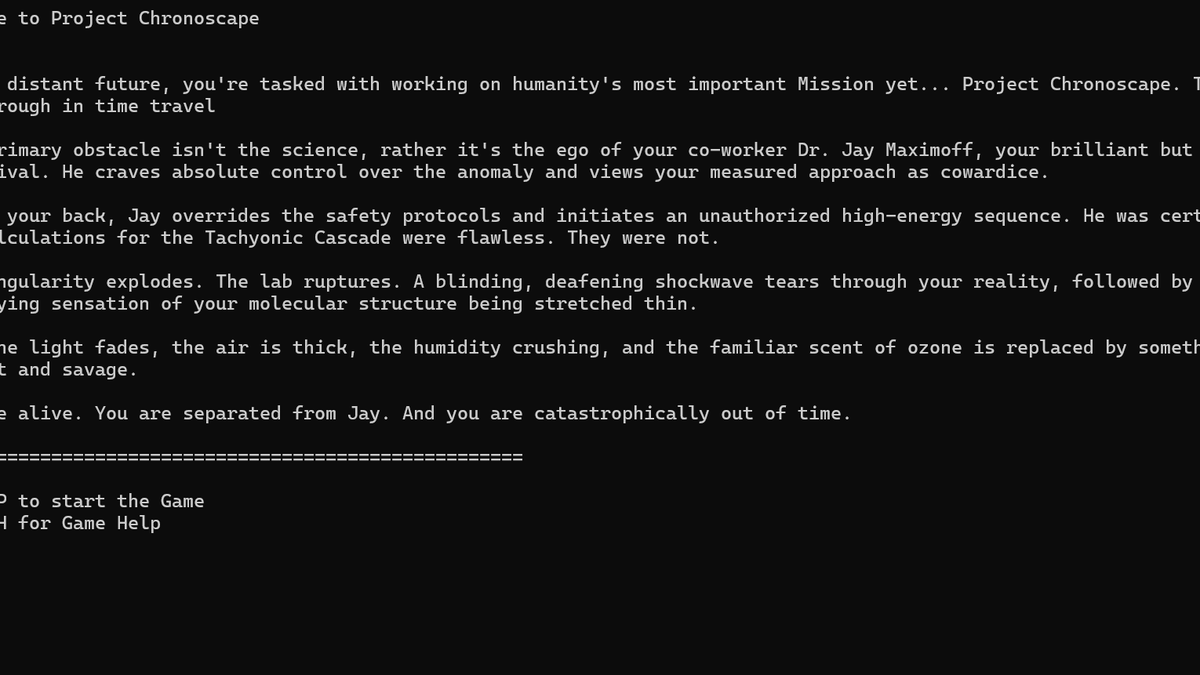 e to Project Chronoscape
distant future, you're tasked with working on humanity's most important Mission yet... Project Chronoscape. T
rough in time travel
rimary obstacle isn't the science, rather it's the ego of your co-worker Dr. Jay Maximoff, your brilliant but
ival. He craves absolute control over the anomaly and views your measured approach as cowardice.
your back, Jay overrides the safety protocols and initiates an unauthorized high-energy sequence. He was cert
lculations for the Tachyonic Cascade were flawless. They were not.
ngularity explodes. The lab ruptures. A blinding, deafening shockwave tears through your reality, followed by
ying sensation of your molecular structure being stretched thin.
he light fades, the air is thick, the humidity crushing, and the familiar scent of ozone is replaced by someth
t and savage.
e alive. You are separated from Jay. And you are catastrophically out of time.
================================================
P to start the Game
H for Game Help